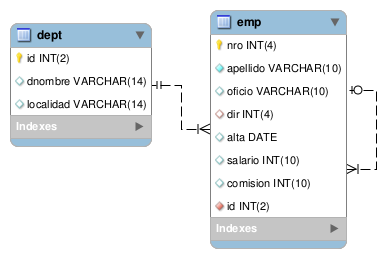 dept
id INT(2)
dnombre VARCHAR(14)
localidad VARCHAR(14)
Indexes
emp
nro INT(4)
apellido VARCHAR(10)
oficio VARCHAR(10)
dir INT(4)
alta DATE
salario INT(10)
comision INT(10)
id INT(2)
Indexes